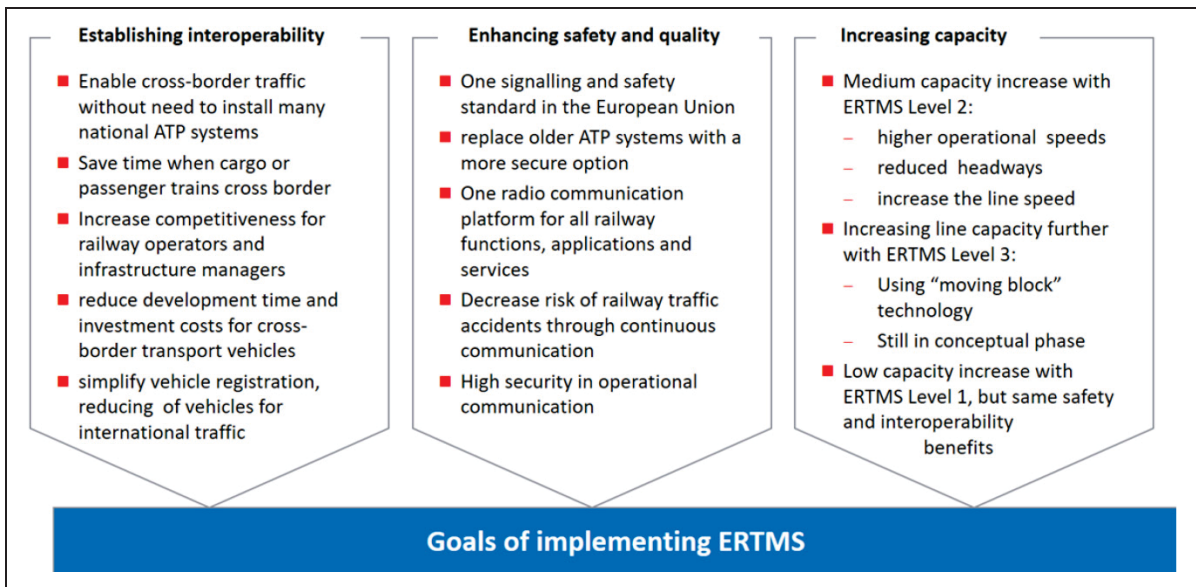 Establishing interoperability
■ Enable cross-border traffic
without need to install many
national ATP systems
■ Save time when cargo or
passenger trains cross border
■ Increase competitiveness for
railway operators and
infrastructure managers
■ reduce development time and
investment costs for cross-
border transport vehicles
■ simplify vehicle registration,
reducing of vehicles for
international traffic
Enhancing safety and quality
■ One signalling and safety
standard in the European Union
■ replace older ATP systems with a
more secure option
■ One radio communication
platform for all railway
functions, applications and
services
■ Decrease risk of railway traffic
accidents through continuous
communication
■ High security in operational
communication
Increasing capacity
■ Medium capacity increase with
ERTMS Level 2:
– higher operational speeds
– reduced headways
– increase the line speed
■ Increasing line capacity further
with ERTMS Level 3:
– Using “moving block”
technology
– Still in conceptual phase
■ Low capacity increase with
ERTMS Level 1, but same safety
and interoperability
benefits
Goals of implementing ERTMS